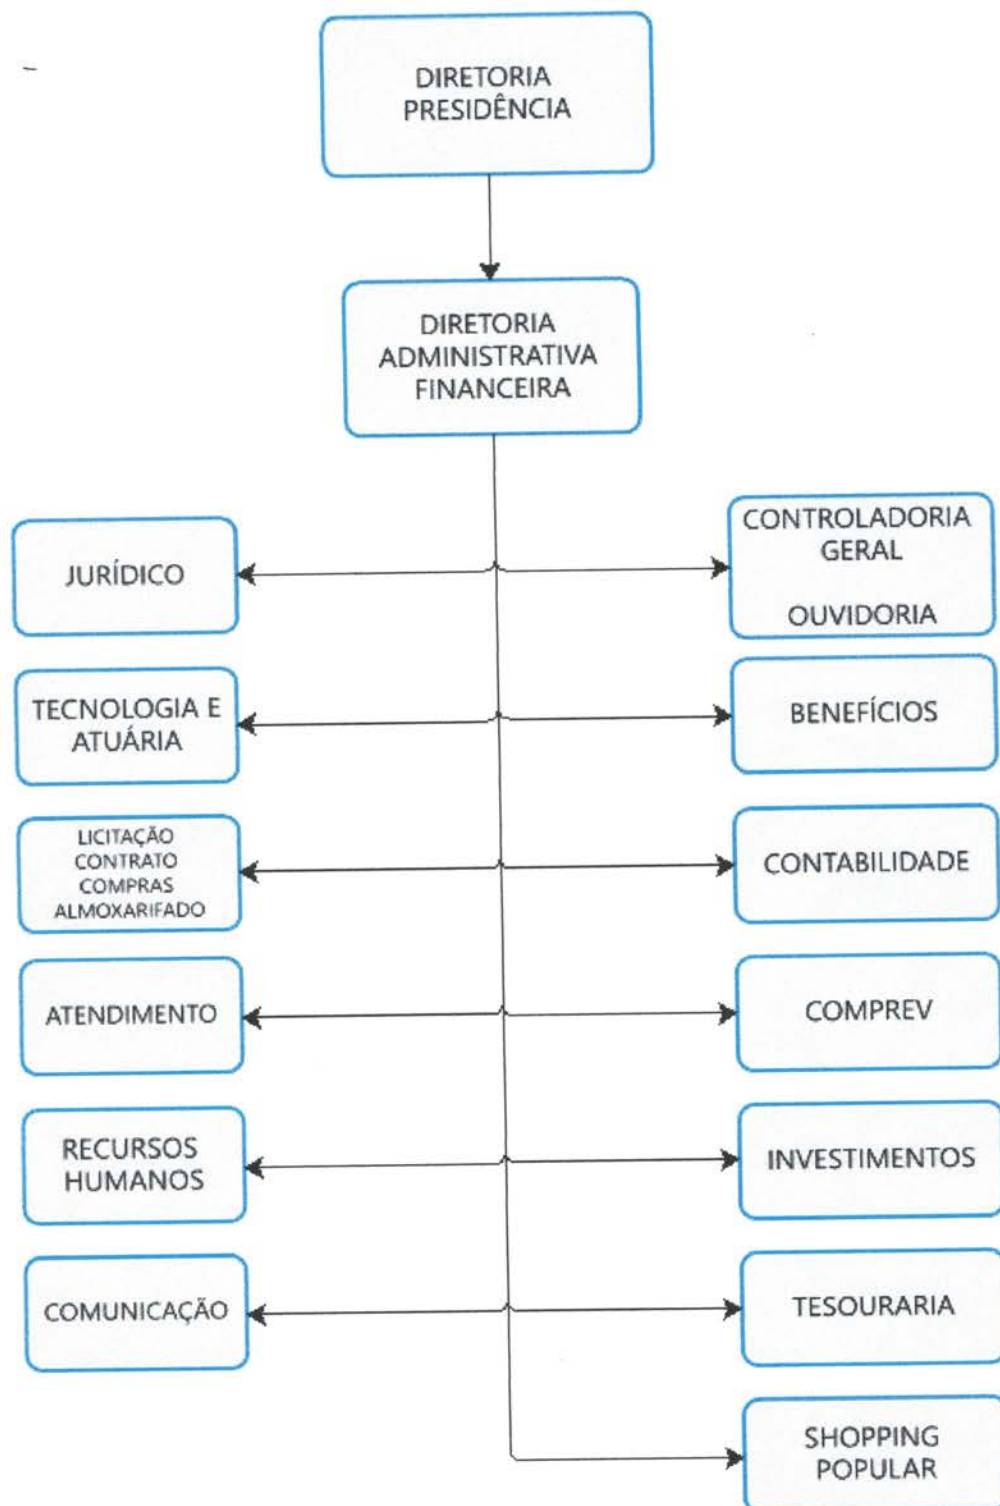 DIRETORIA
PRESIDÊNCIA
DIRETORIA
ADMINISTRATIVA
FINANCEIRA
JURÍDICO
CONTROLADORIA
GERAL
OUVIDORIA
TECNOLOGIA E
ATUÁRIA
BENEFÍCIOS
LICITAÇÃO
CONTRATO
COMPRAS
ALMOXARIFADO
CONTABILIDADE
ATENDIMENTO
COMPREV
RECURSOS
HUMANOS
INVESTIMENTOS
COMUNICAÇÃO
TESOURARIA
SHOPPING
POPULAR